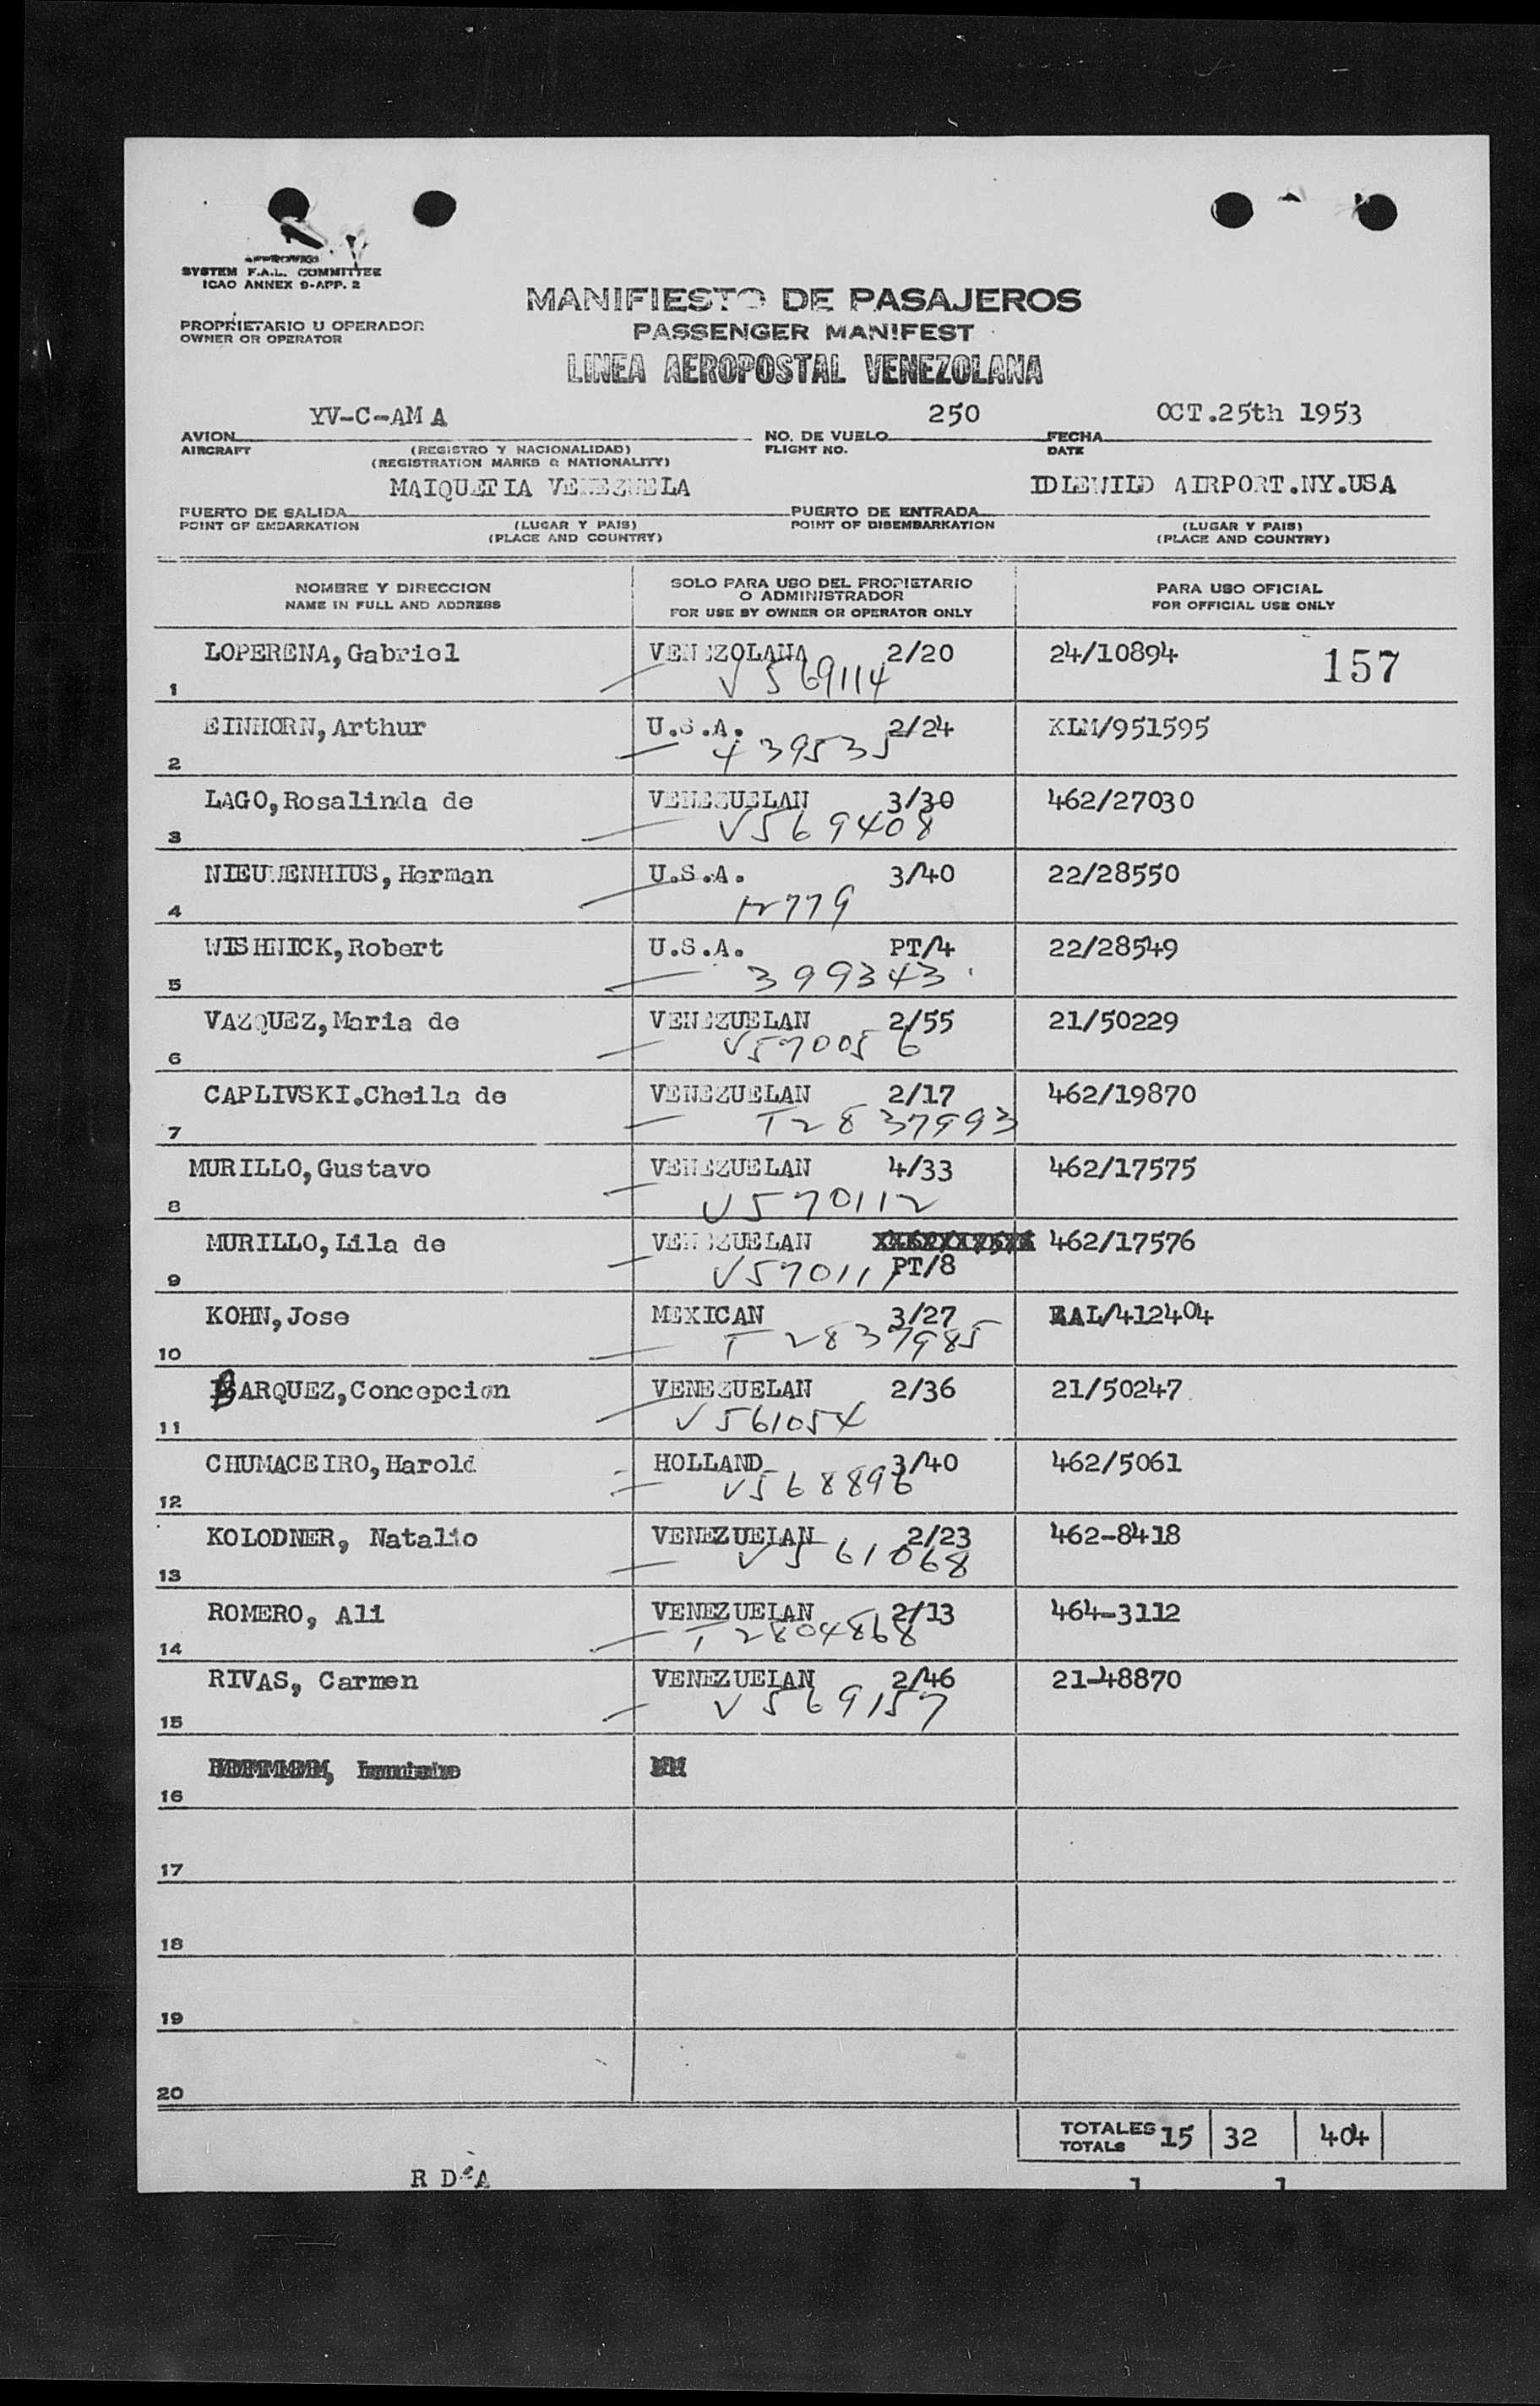 APPROVED
SYSTEM F.A.L. COMMITTEE
ICAO ANNEX 9-APP. 2
MANIFIESTO DE PASAJEROS
PROPRIETARIO U OPERADOR
OWNER OR OPERATOR
PASSENGER MANIFEST
LINEA AEROPOSTAL VENEZOLANA
YV-C-AMA 250 OCT.25th 1953
AVION NO. DE VUELO FECHA
AIRCRAFT (REGISTRO Y NACIONALIDAD) FLIGHT NO. DATE
(REGISTRATION MARKS & NATIONALITY)
MAIQUETIA VENEZUELA IDLEWILD AIRPORT.NY.USA
PUERTO DE SALIDA PUERTO DE ENTRADA
POINT OF EMBARKATION (LUGAR Y PAIS) POINT OF DISEMBARKATION (LUGAR Y PAIS)
(PLACE AND COUNTRY) (PLACE AND COUNTRY)
NOMBRE Y DIRECCION SOLO PARA USO DEL PROPIETARIO PARA USO OFICIAL
O ADMINISTRADOR
NAME IN FULL AND ADDRESS FOR USE BY OWNER OR OPERATOR ONLY FOR OFFICIAL USE ONLY
LOPERENA,Gabriel VENEZOLANA 2/20 24/10894 157
1 V569114
EINHORN,Arthur U.S.A. 2/24 KLM/951595
2 439535
LAGO,Rosalinda de VENEZUELAN 3/30 462/27030
3 V569408
NIEUWENHIUS,Herman U.S.A. 3/40 22/28550
4 12779
WISHNICK,Robert U.S.A. PT/4 22/28549
5 399343
VAZQUEZ,Maria de VENEZUELAN 2/55 21/50229
6 V570056
CAPLIVSKI.Cheila de VENEZUELAN 2/17 462/19870
7 T2837993
MURILLO,Gustavo VENEZUELAN 4/33 462/17575
8 V570112
MURILLO,Lila de VENEZUELAN 462/17576
9 V570111 PT/8
KOHN,Jose MEXICAN 3/27 EAL/412404
10 T2837985
BARQUEZ,Concepcion VENEZUELAN 2/36 21/50247
11 V561054
CHUMACEIRO,Harold HOLLAND 3/40 462/5061
12 V568896
KOLODNER, Natalio VENEZUELAN 2/23 462-8418
13 V561068
ROMERO, Ali VENEZUELAN 2/13 464-3112
14 T2804868
RIVAS, Carmen VENEZUELAN 2/46 21-48870
15 V569157
16
17
18
19
20
TOTALES 15 32 404
TOTALS
R D'A